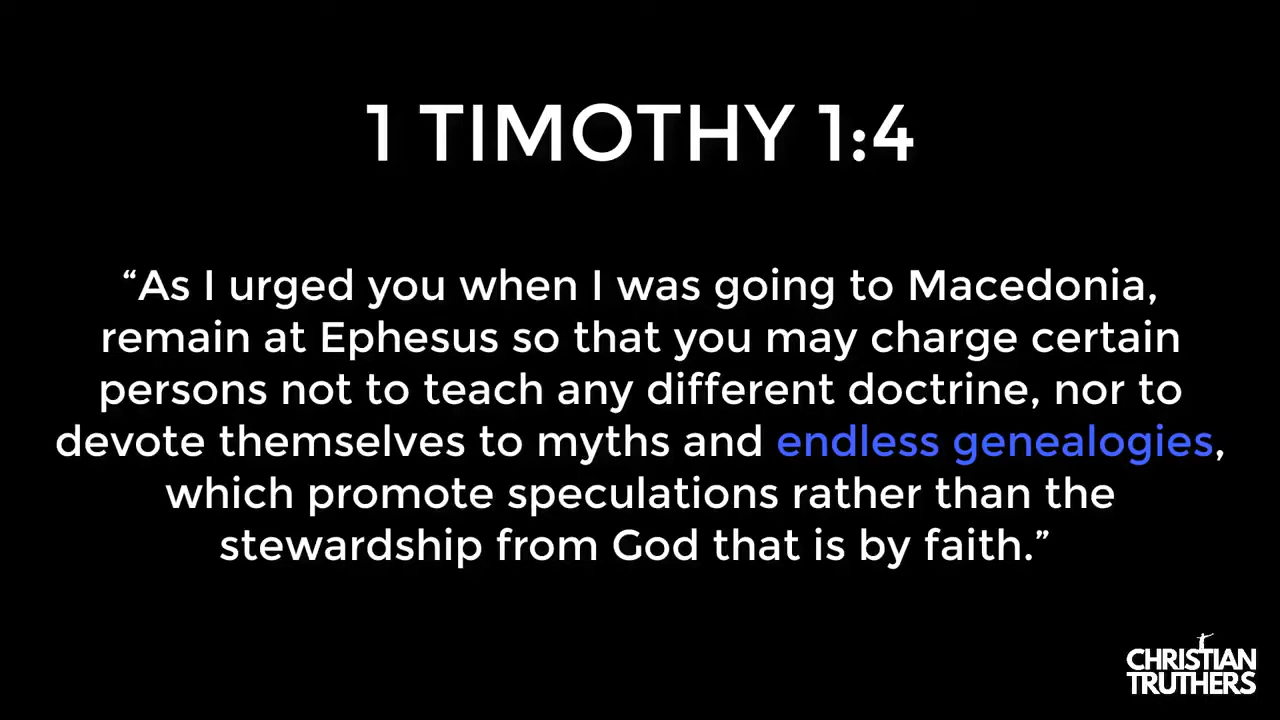 1 TIMOTHY 1:4
“As I urged you when I was going to Macedonia,
remain at Ephesus so that you may charge certain
persons not to teach any different doctrine, nor to
devote themselves to myths and endless genealogies,
which promote speculations rather than the
stewardship from God that is by faith.”
CHRISTIAN
TRUTHERS